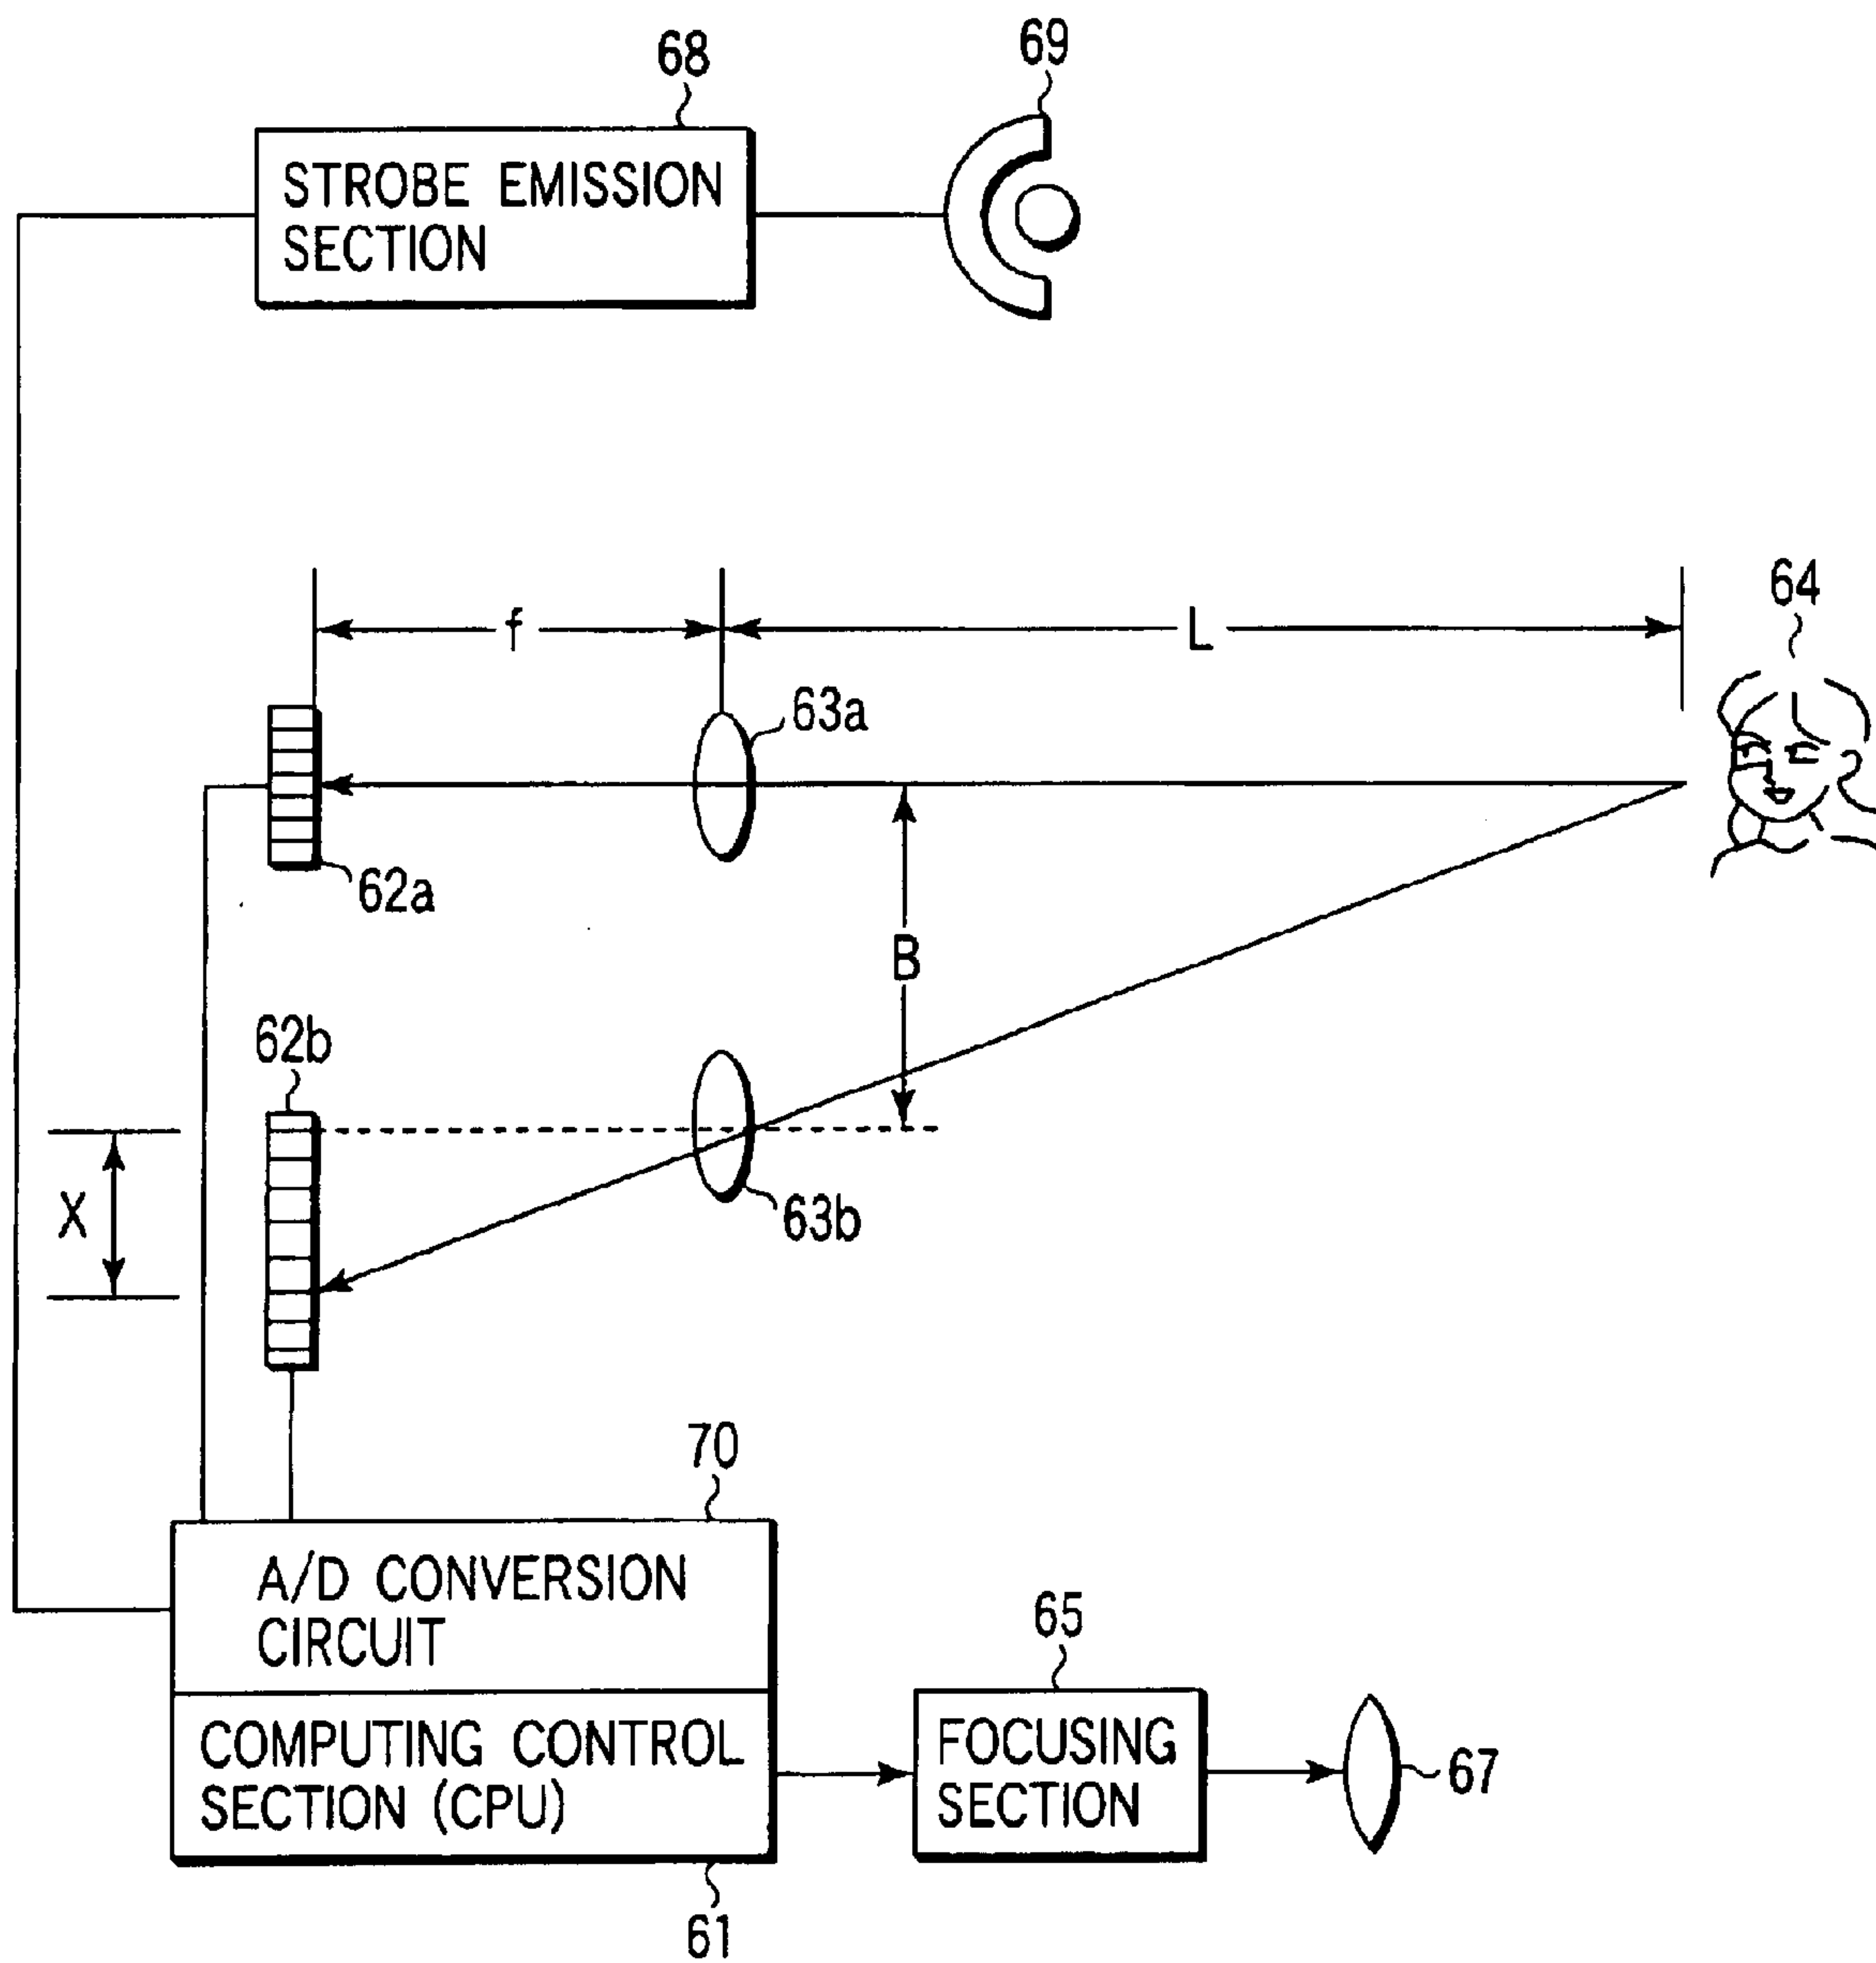 68
69
STROBE EMISSION
SECTION
f
L
64
63a
62a
B
62b
X
63b
70
A/D CONVERSION
CIRCUIT
65
COMPUTING CONTROL
SECTION (CPU)
FOCUSING
SECTION
67
61